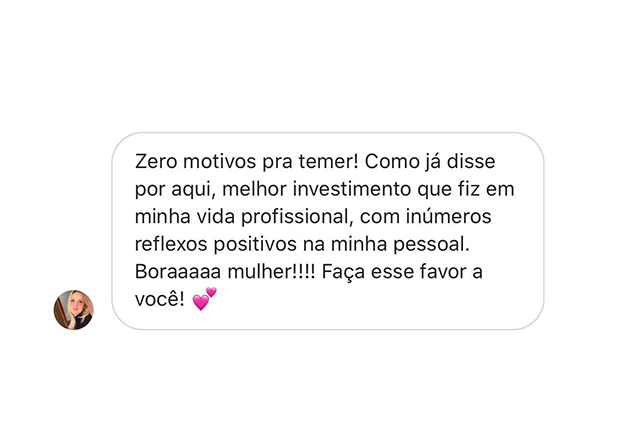 Zero motivos pra temer! Como já disse
por aqui, melhor investimento que fiz em
minha vida profissional, com inúmeros
reflexos positivos na minha pessoal.
Boraaaaa mulher!!!! Faça esse favor a
você! 💕